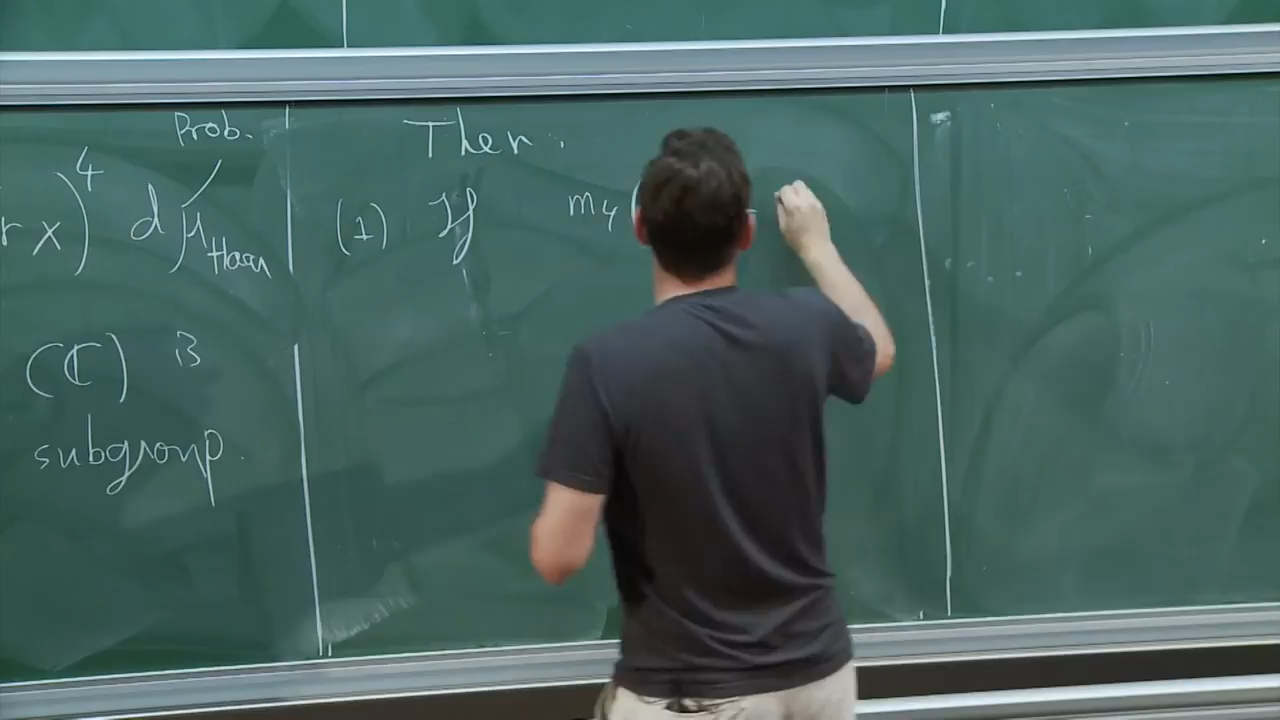 Prob.
r x)^4 dμ_Haar
(ℂ) is
subgroup.
Then:
(1) If m_4(